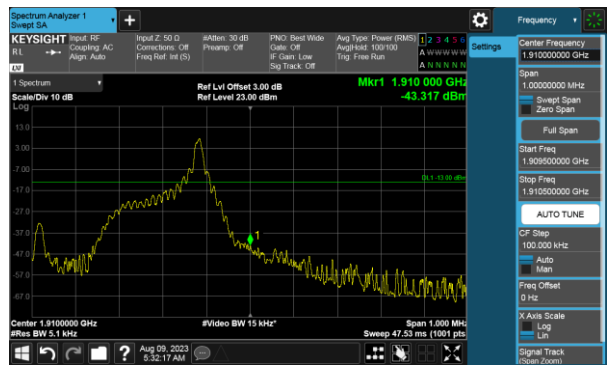 Spectrum Analyzer 1
Swept SA
Frequency
KEYSIGHT
RL
Input: RF
Coupling: AC
Align: Auto
Input Z: 50 Ω
Corrections: Off
Freq Ref: Int (S)
#Atten: 30 dB
Preamp: Off
PNO: Best Wide
Gate: Off
IF Gain: Low
Sig Track: Off
Avg Type: Power (RMS)
Avg|Hold: 100/100
Trig: Free Run
1 2 3 4 5 6
A W W W W W
A N N N N N
LXI
1 Spectrum
Scale/Div 10 dB
Log
Ref Lvl Offset 3.00 dB
Ref Level 23.00 dBm
Mkr1 1.910 000 GHz
-43.317 dBm
13.0
3.00
-7.00
-17.0
-27.0
-37.0
-47.0
-57.0
-67.0
DL1 -13.00 dBm
1
Center 1.9100000 GHz
#Res BW 5.1 kHz
#Video BW 15 kHz*
Span 1.000 MHz
Sweep 47.53 ms (1001 pts
Aug 09, 2023
5:32:17 AM
?
Settings
Center Frequency
1.910000000 GHz
Span
1.00000000 MHz
Swept Span
Zero Span
Full Span
Start Freq
1.909500000 GHz
Stop Freq
1.910500000 GHz
AUTO TUNE
CF Step
100.000 kHz
Auto
Man
Freq Offset
0 Hz
X Axis Scale
Log
Lin
Signal Track
(Span Zoom)